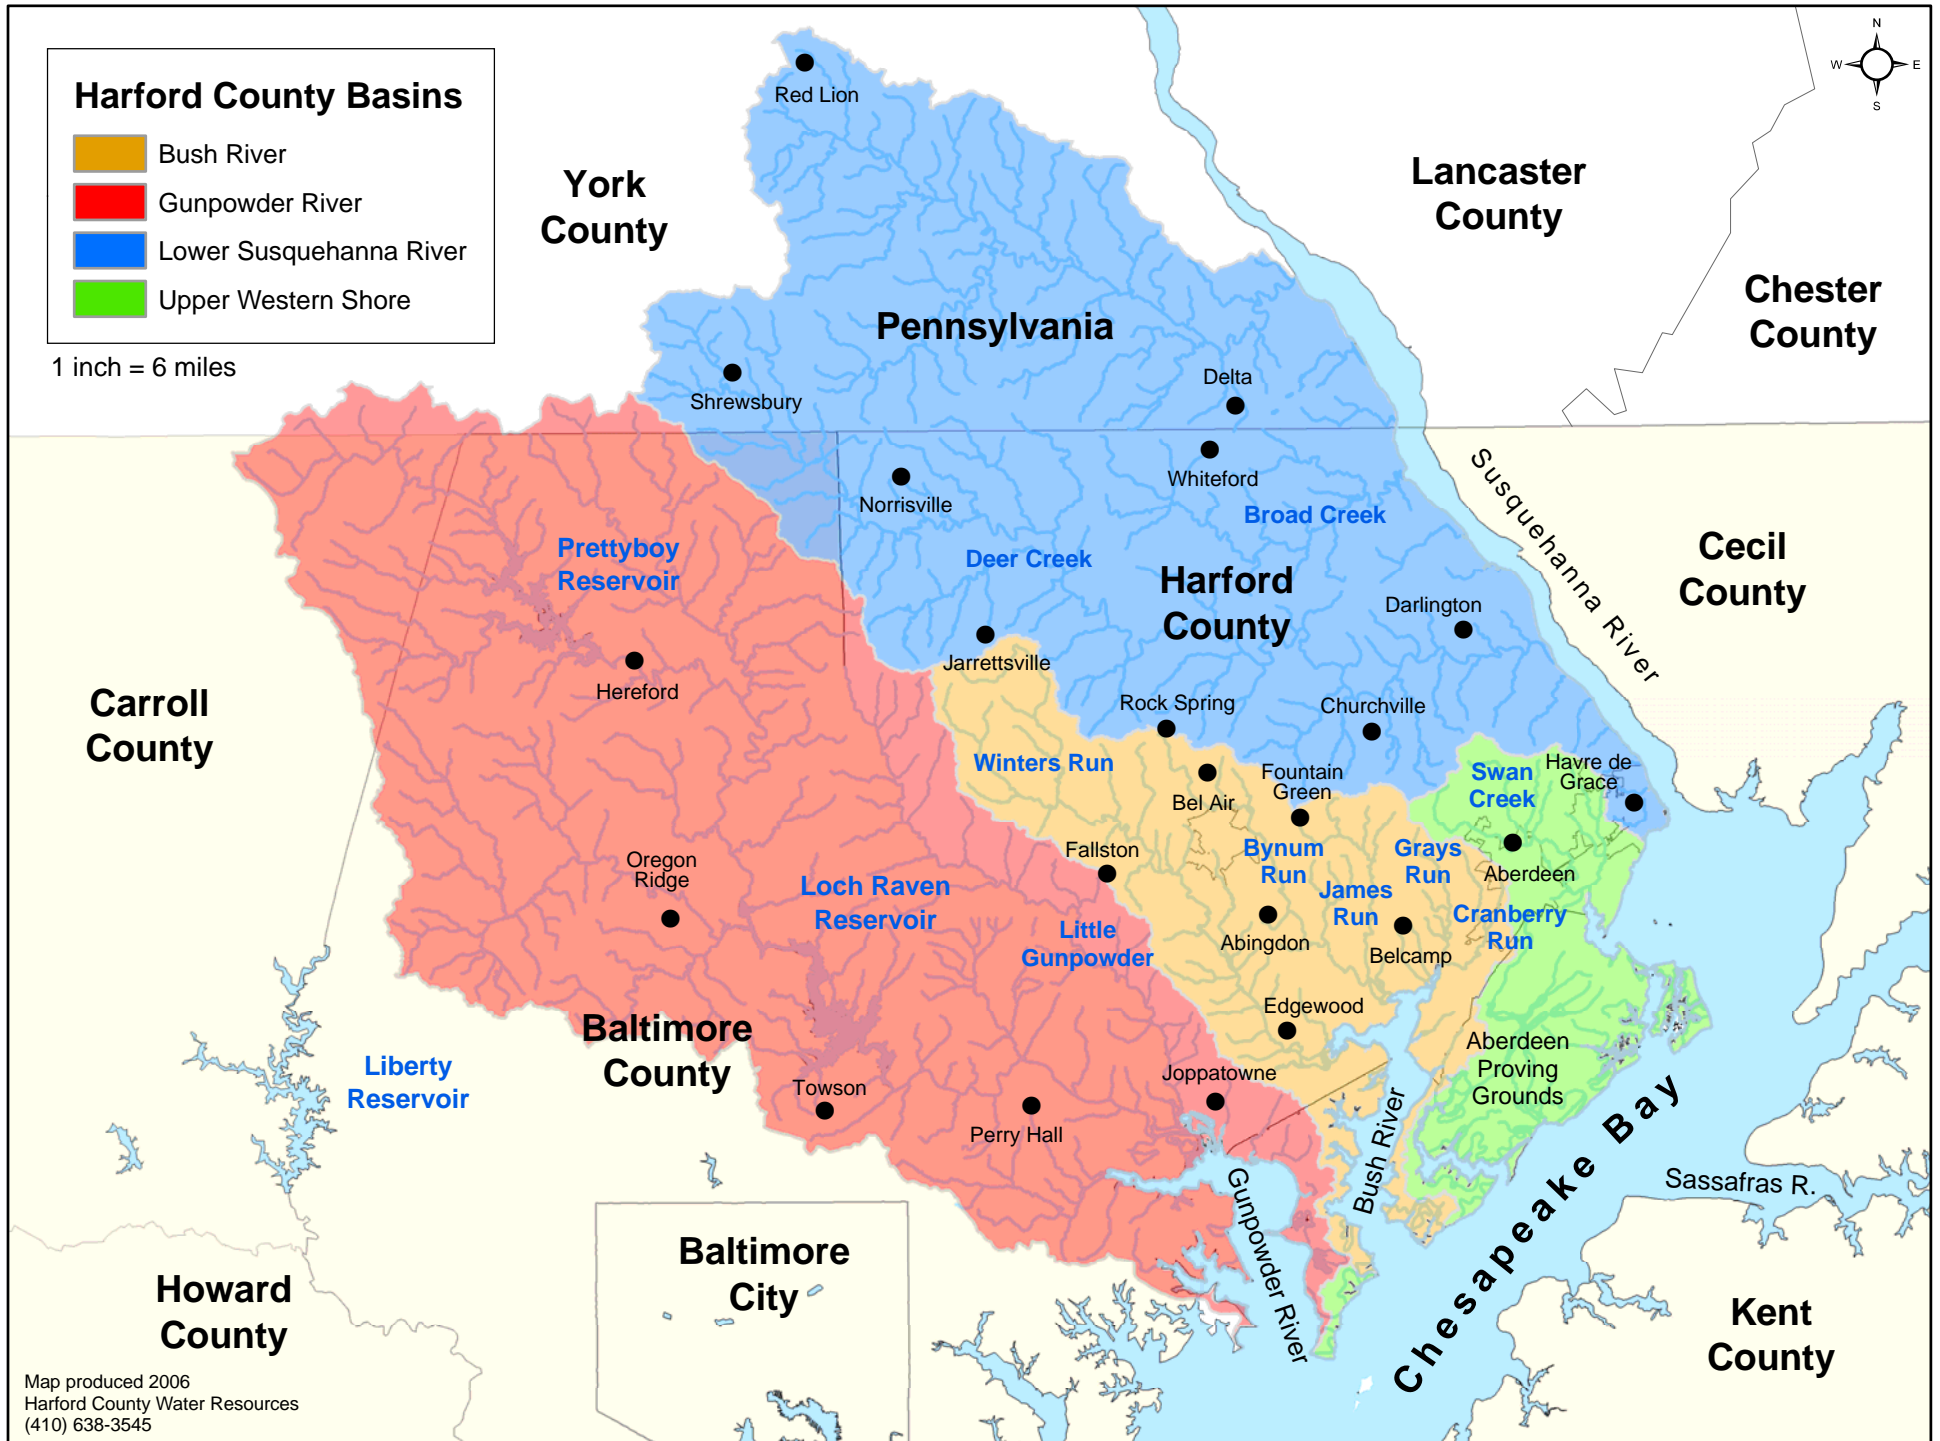 Harford County Basins
Bush River
Gunpowder River
Lower Susquehanna River
Upper Western Shore
1 inch = 6 miles
N
W
E
S
Red Lion
York
County
Lancaster
County
Chester
County
Pennsylvania
Shrewsbury
Delta
Whiteford
Norrisville
Broad Creek
Susquehanna River
Prettyboy
Reservoir
Deer Creek
Harford
County
Cecil
County
Darlington
Jarrettsville
Hereford
Carroll
County
Rock Spring
Churchville
Winters Run
Bel Air
Fountain
Green
Swan
Creek
Havre de
Grace
Fallston
Bynum
Run
Grays
Run
Aberdeen
Oregon
Ridge
Loch Raven
Reservoir
James
Run
Cranberry
Run
Little
Gunpowder
Abingdon
Belcamp
Edgewood
Baltimore
County
Liberty
Reservoir
Aberdeen
Proving
Grounds
Joppatowne
Towson
Perry Hall
Bush River
Gunpowder River
Chesapeake Bay
Sassafras R.
Baltimore
City
Howard
County
Kent
County
Map produced 2006
Harford County Water Resources
(410) 638-3545